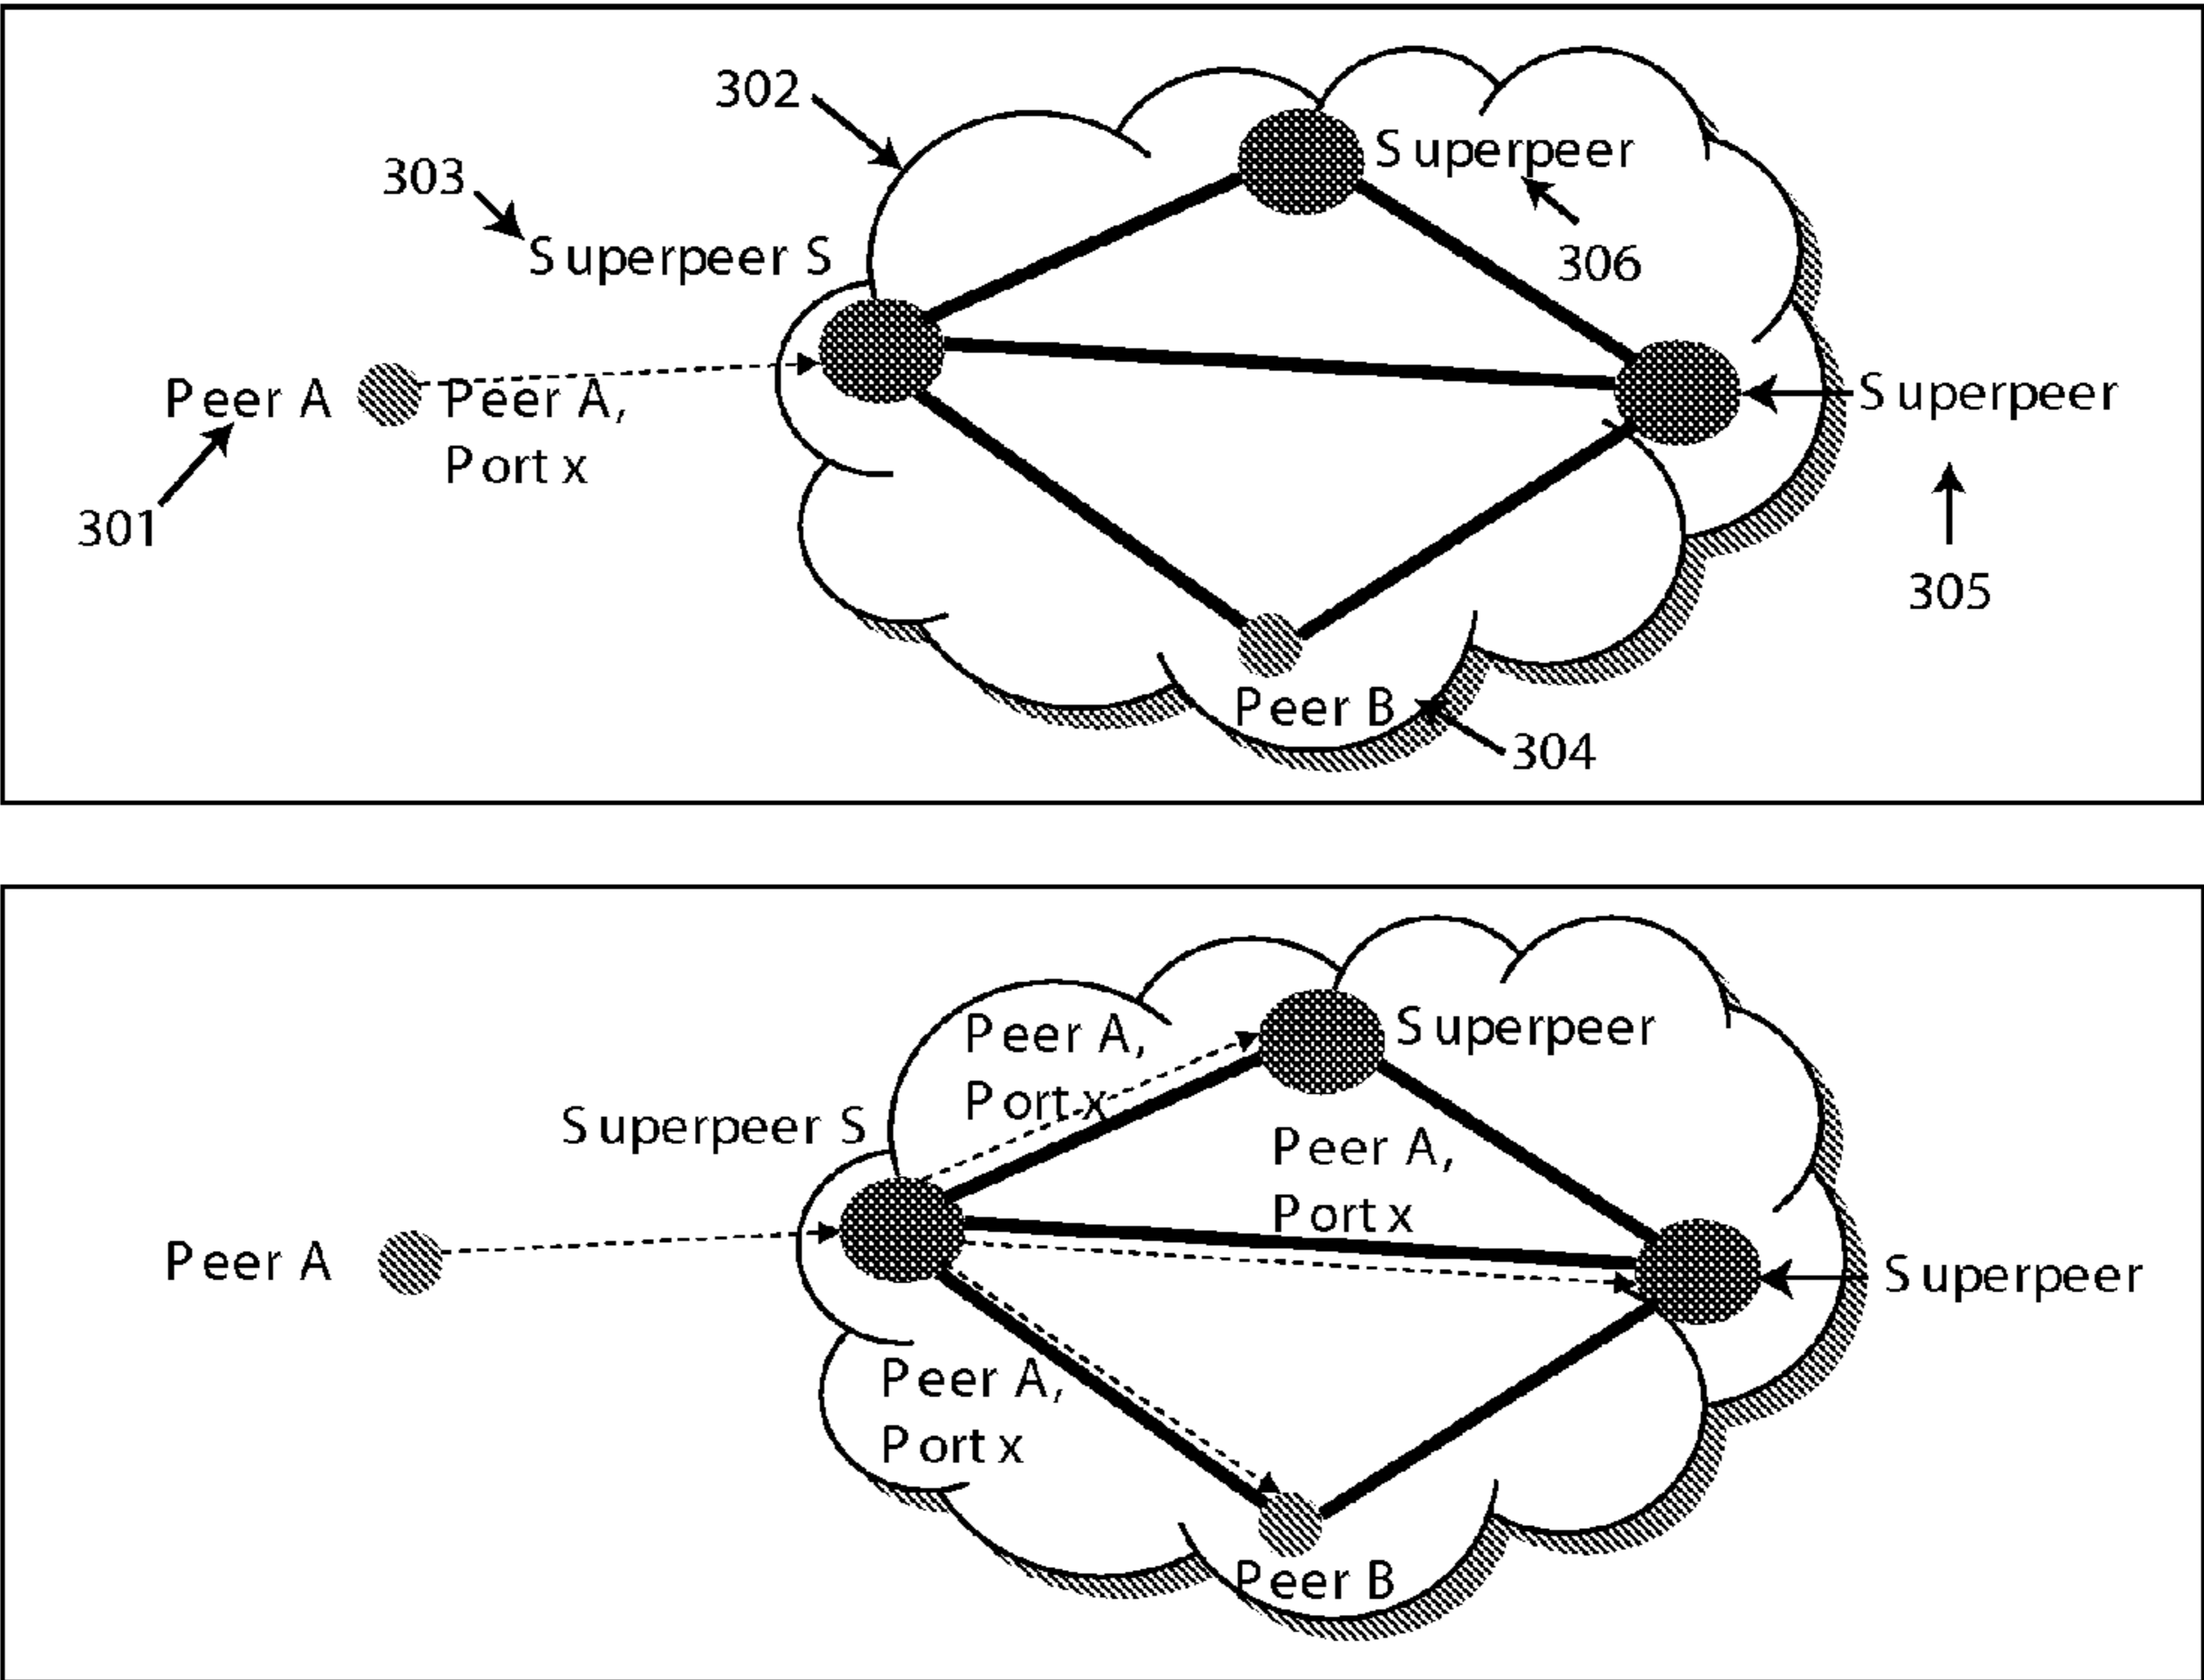 302
Superpeer
303
306
Superpeer S
Peer A
Peer A,
Port x
Superpeer
301
305
Peer B
304
Peer A,
Port x
Superpeer
Superpeer S
Peer A,
Port x
Peer A
Superpeer
Peer A,
Port x
Peer B